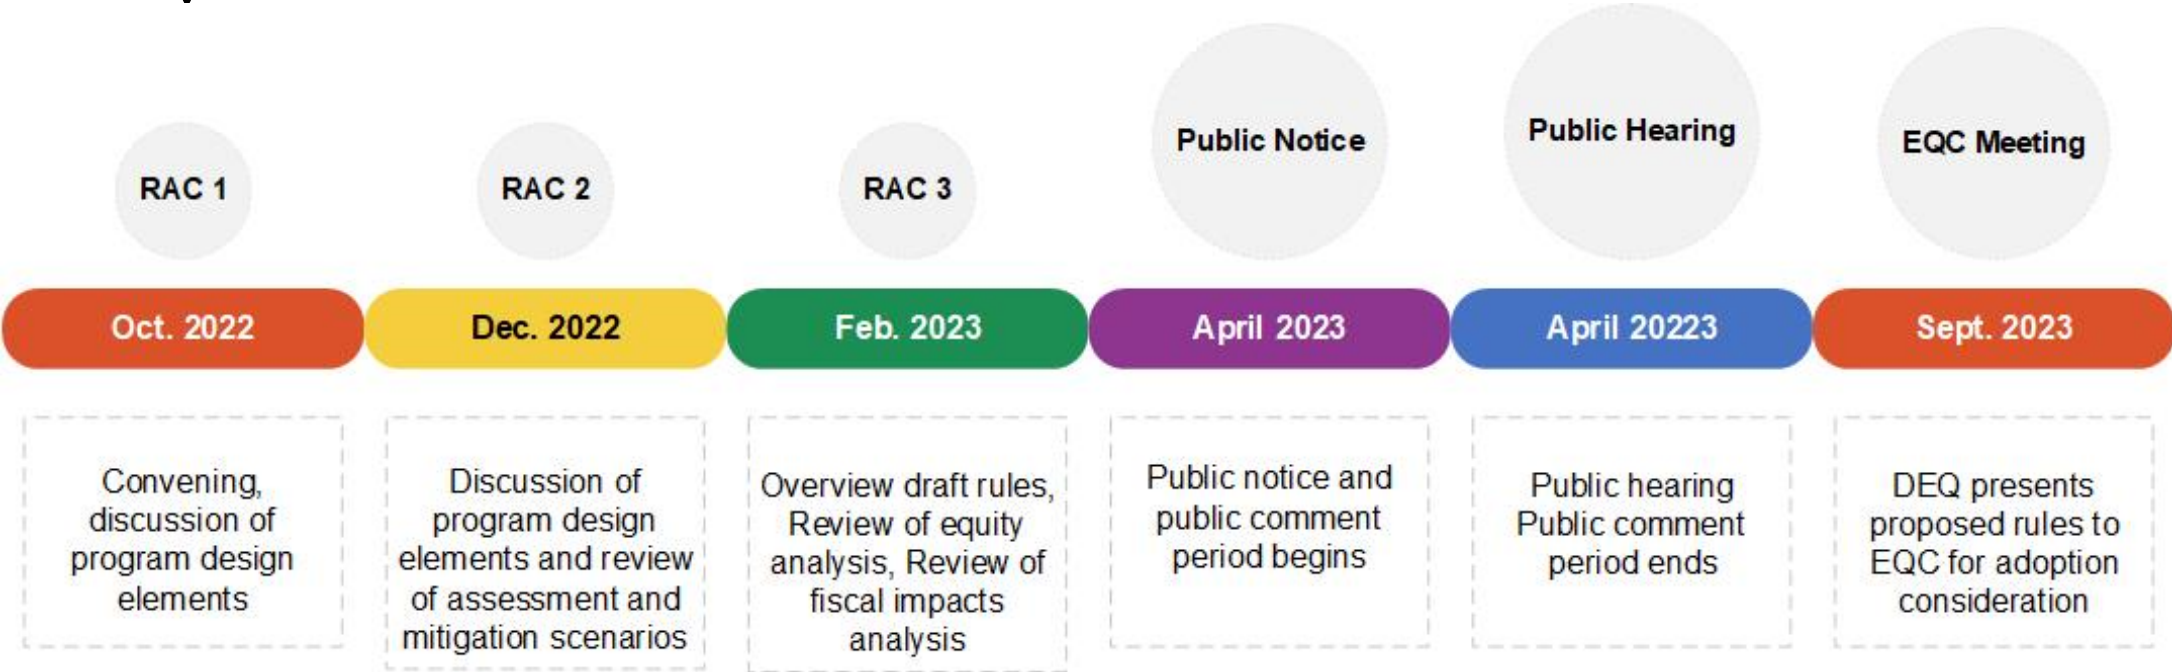 RAC 1
RAC 2
RAC 3
Public Notice
Public Hearing
EQC Meeting
Oct. 2022
Dec. 2022
Feb. 2023
April 2023
April 20223
Sept. 2023
Convening,
discussion of
program design
elements
Discussion of
program design
elements and review
of assessment and
mitigation scenarios
Overview draft rules,
Review of equity
analysis, Review of
fiscal impacts
analysis
Public notice and
public comment
period begins
Public hearing
Public comment
period ends
DEQ presents
proposed rules to
EQC for adoption
consideration